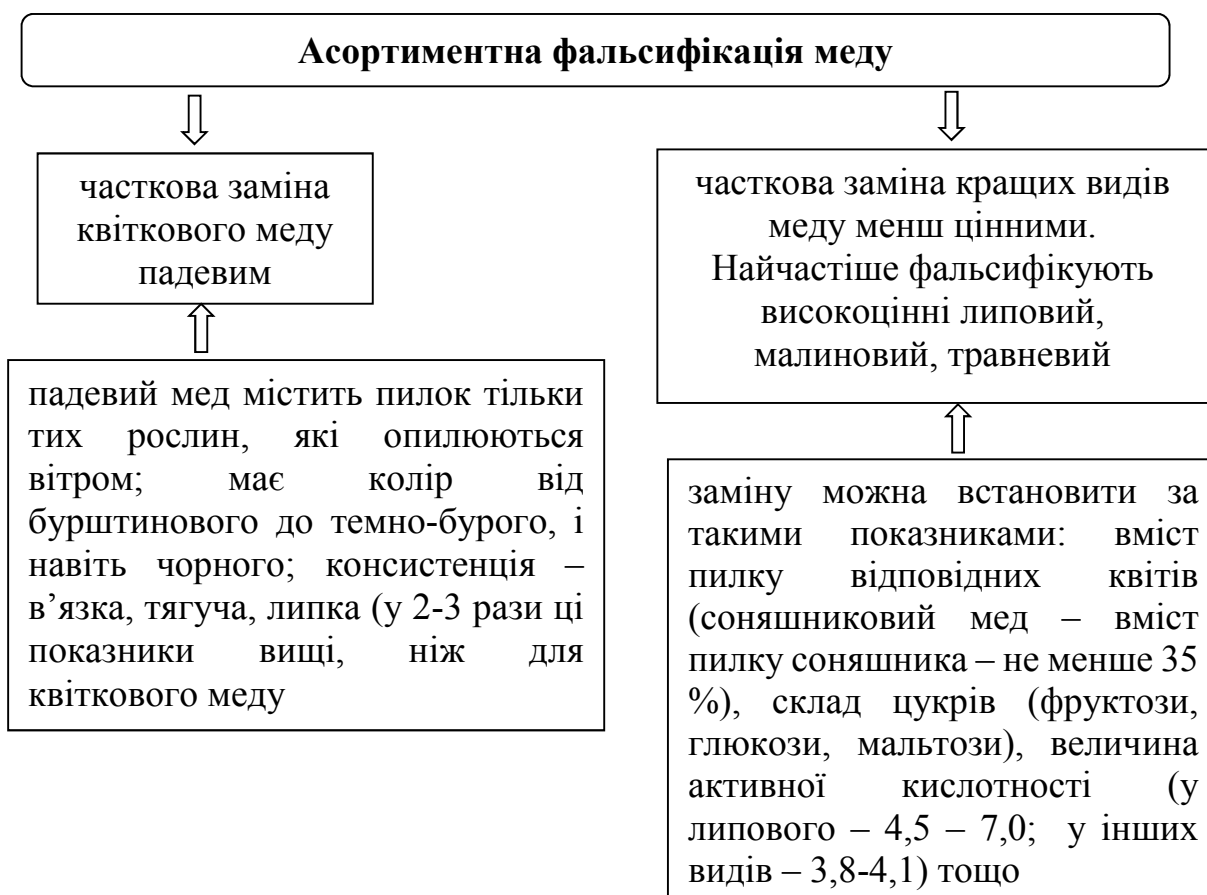 Асортиментна фальсифікація меду
часткова заміна
квіткового меду
падевим
падевий мед містить пилок тільки
тих рослин, які опилюються
вітром; має колір від
бурштинового до темно-бурого, і
навіть чорного; консистенція –
в’язка, тягуча, липка (у 2-3 рази ці
показники вищі, ніж для
квіткового меду
часткова заміна кращих видів
меду менш цінними.
Найчастіше фальсифікують
високоцінні липовий,
малиновий, травневий
заміну можна встановити за
такими показниками: вміст
пилку відповідних квітів
(соняшниковий мед – вміст
пилку соняшника – не менше 35
%), склад цукрів (фруктози,
глюкози, мальтози), величина
активної кислотності (у
липового – 4,5 – 7,0; у інших
видів – 3,8-4,1) тощо